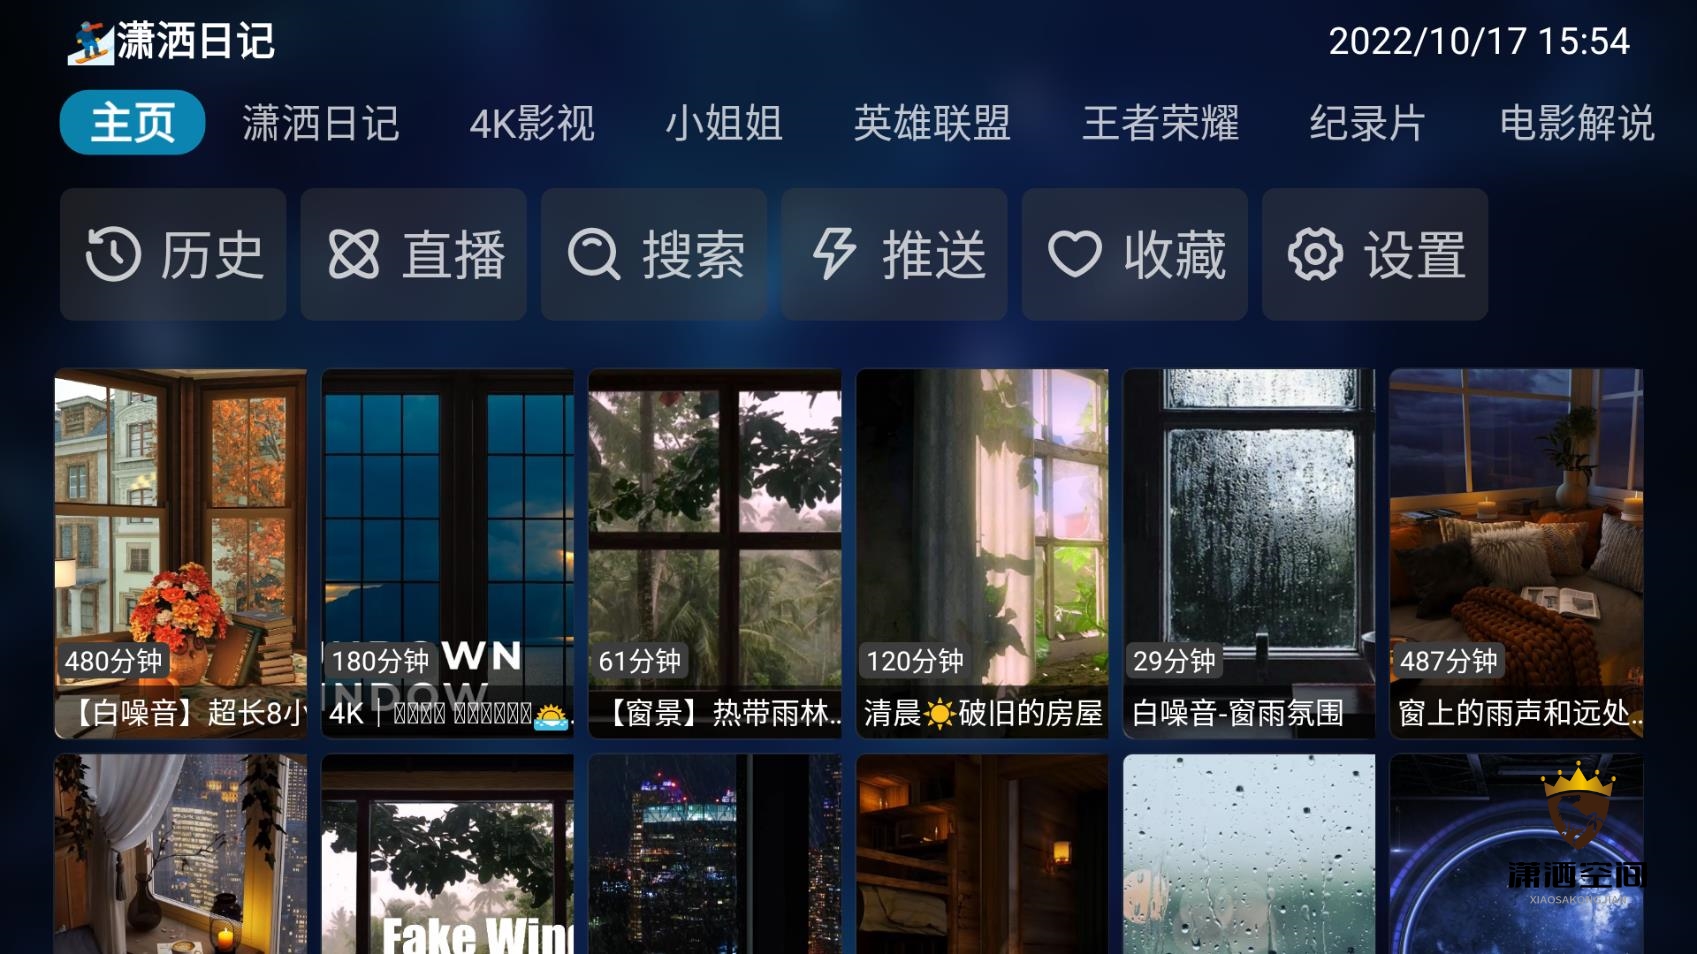 潇洒日记
2022/10/17 15:54
主页
潇洒日记
4K影视
小姐姐
英雄联盟
王者荣耀
纪录片
电影解说
历史
直播
搜索
推送
收藏
设置
480分钟
180分钟
61分钟
120分钟
29分钟
487分钟
WN
INDOW
【白噪音】超长8小
4K｜
【窗景】热带雨林..
清晨☀️破旧的房屋
白噪音-窗雨氛围
窗上的雨声和远处..
Fake Win
潇洒空间
XIAOSAKONGJIAN